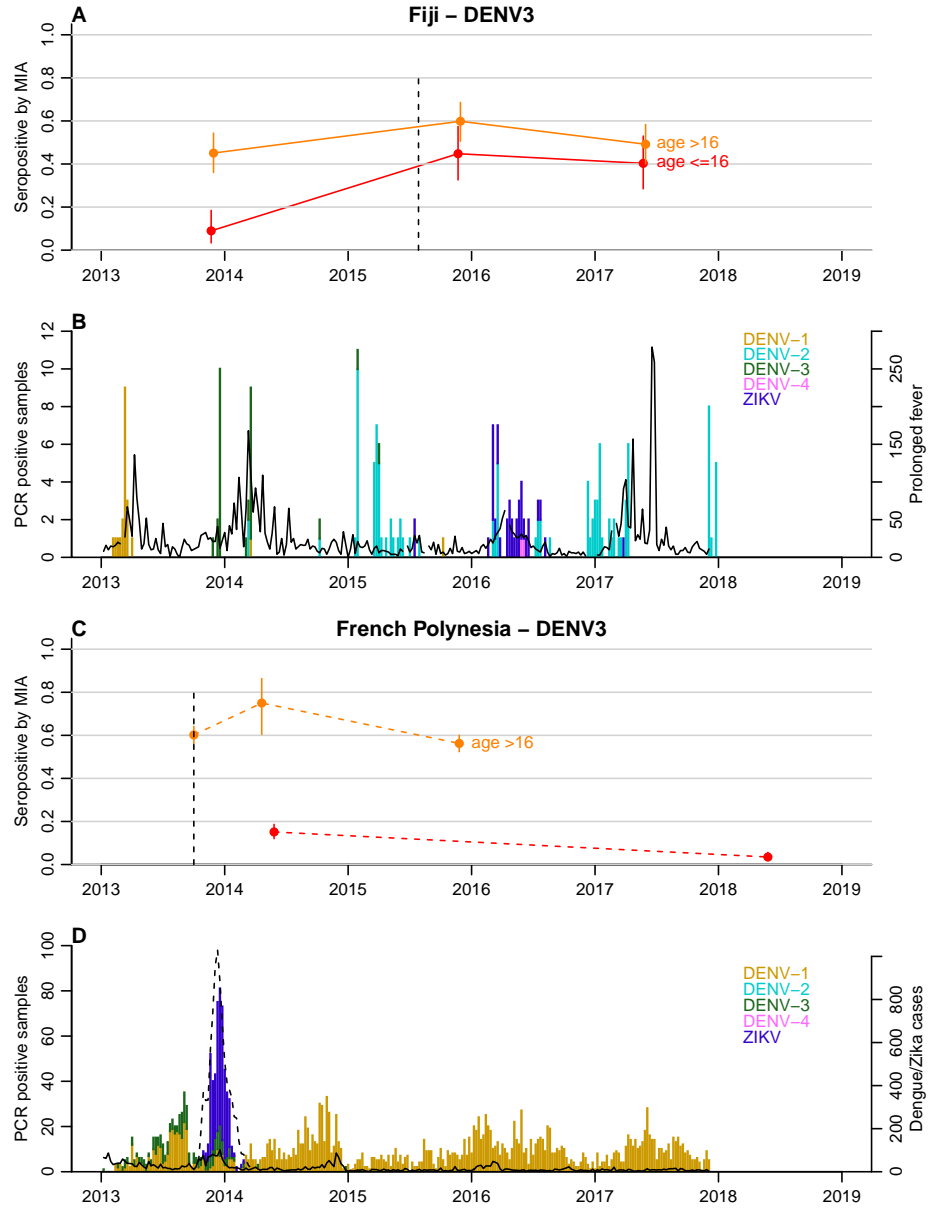 A
Fiji – DENV3
Seropositive by MIA
0.0 0.2 0.4 0.6 0.8 1.0
age >16
age <=16
2013 2014 2015 2016 2017 2018 2019
B
PCR positive samples
0 2 4 6 8 10 12
DENV–1
DENV–2
DENV–3
DENV–4
ZIKV
0 50 150 250
Prolonged fever
2013 2014 2015 2016 2017 2018 2019
C
French Polynesia – DENV3
Seropositive by MIA
0.0 0.2 0.4 0.6 0.8 1.0
age >16
2013 2014 2015 2016 2017 2018 2019
D
PCR positive samples
0 20 40 60 80 100
DENV–1
DENV–2
DENV–3
DENV–4
ZIKV
0 200 400 600 800
Dengue/Zika cases
2013 2014 2015 2016 2017 2018 2019